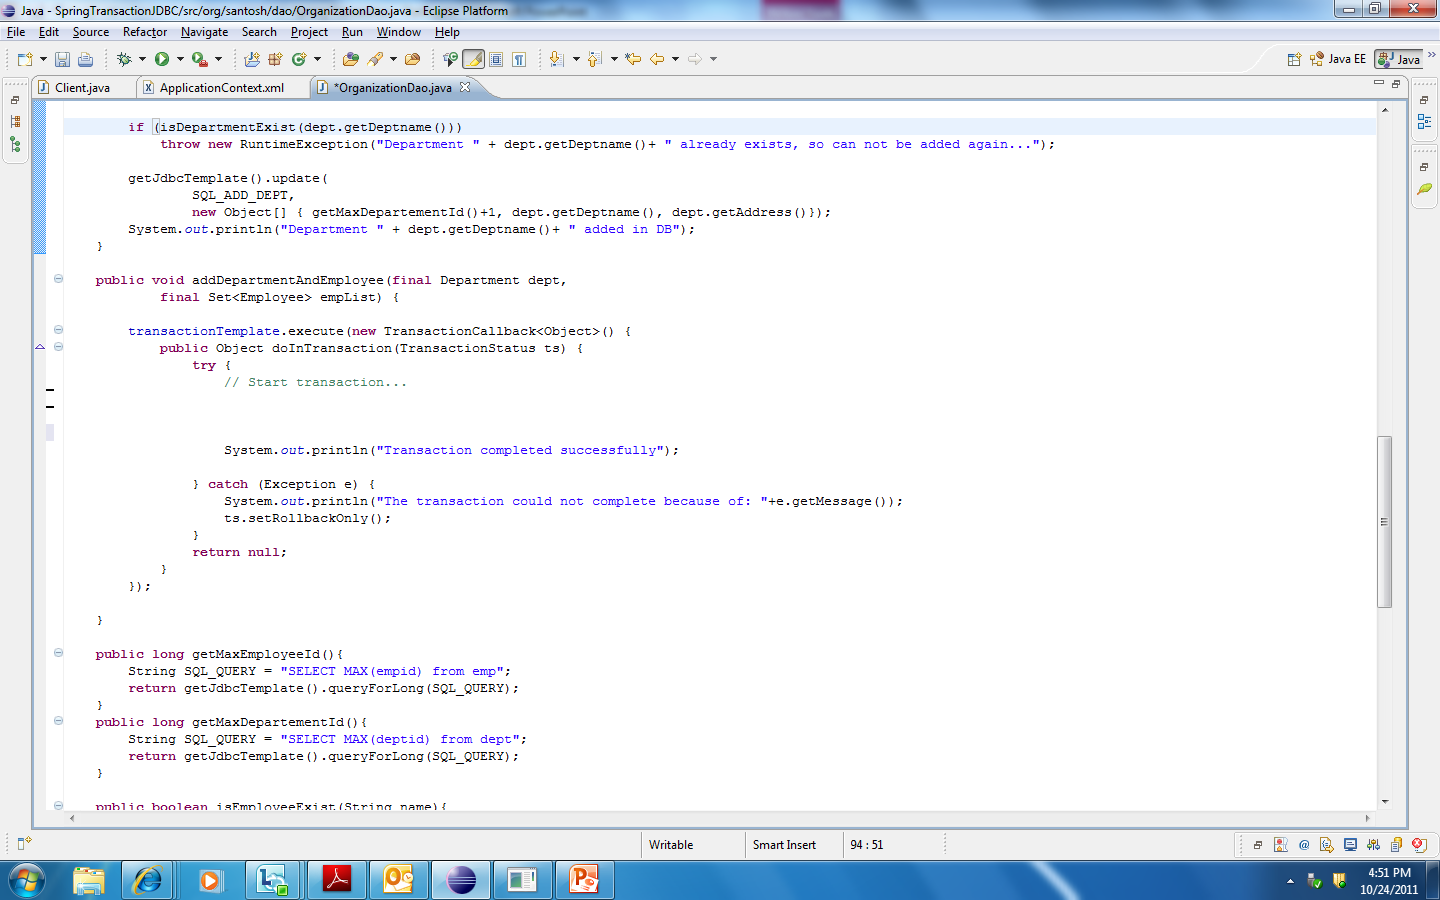 Java - SpringTransactionJDBC/src/org/santosh/dao/OrganizationDao.java - Eclipse Platform
File Edit Source Refactor Navigate Search Project Run Window Help
Java EE Java
Client.java ApplicationContext.xml *OrganizationDao.java
if (isDepartmentExist(dept.getDeptname()))
throw new RuntimeException("Department " + dept.getDeptname()+ " already exists, so can not be added again...");
getJdbcTemplate().update(
SQL_ADD_DEPT,
new Object[] { getMaxDepartementId()+1, dept.getDeptname(), dept.getAddress()});
System.out.println("Department " + dept.getDeptname()+ " added in DB");
}
public void addDepartmentAndEmployee(final Department dept,
final Set<Employee> empList) {
transactionTemplate.execute(new TransactionCallback<Object>() {
public Object doInTransaction(TransactionStatus ts) {
try {
// Start transaction...
System.out.println("Transaction completed successfully");
} catch (Exception e) {
System.out.println("The transaction could not complete because of: "+e.getMessage());
ts.setRollbackOnly();
}
return null;
}
});
}
public long getMaxEmployeeId(){
String SQL_QUERY = "SELECT MAX(empid) from emp";
return getJdbcTemplate().queryForLong(SQL_QUERY);
}
public long getMaxDepartementId(){
String SQL_QUERY = "SELECT MAX(deptid) from dept";
return getJdbcTemplate().queryForLong(SQL_QUERY);
}
public boolean isEmployeeExist(String name){
Writable Smart Insert 94 : 51
4:51 PM
10/24/2011